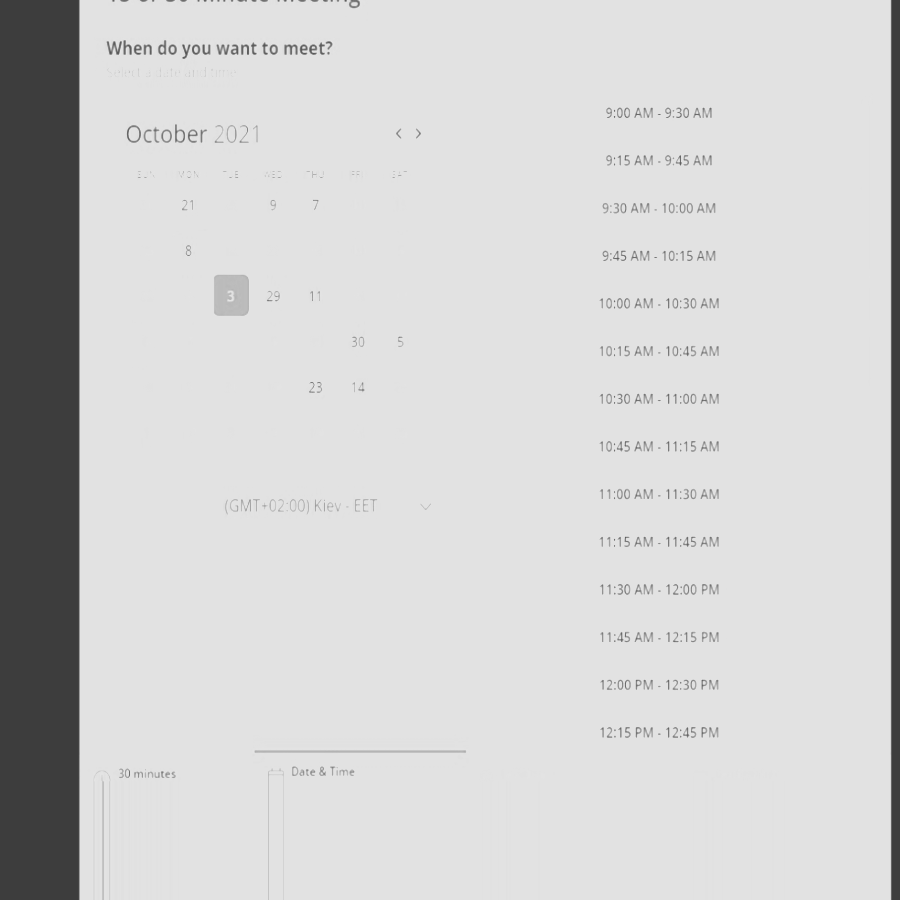 When do you want to meet?
Select a date and time
October 2021
SUN MON TUE WED THU FRI SAT
21 9 7
8
3 29 11
30 5
23 14
(GMT+02:00) Kiev - EET
9:00 AM - 9:30 AM
9:15 AM - 9:45 AM
9:30 AM - 10:00 AM
9:45 AM - 10:15 AM
10:00 AM - 10:30 AM
10:15 AM - 10:45 AM
10:30 AM - 11:00 AM
10:45 AM - 11:15 AM
11:00 AM - 11:30 AM
11:15 AM - 11:45 AM
11:30 AM - 12:00 PM
11:45 AM - 12:15 PM
12:00 PM - 12:30 PM
12:15 PM - 12:45 PM
30 minutes
Date & Time